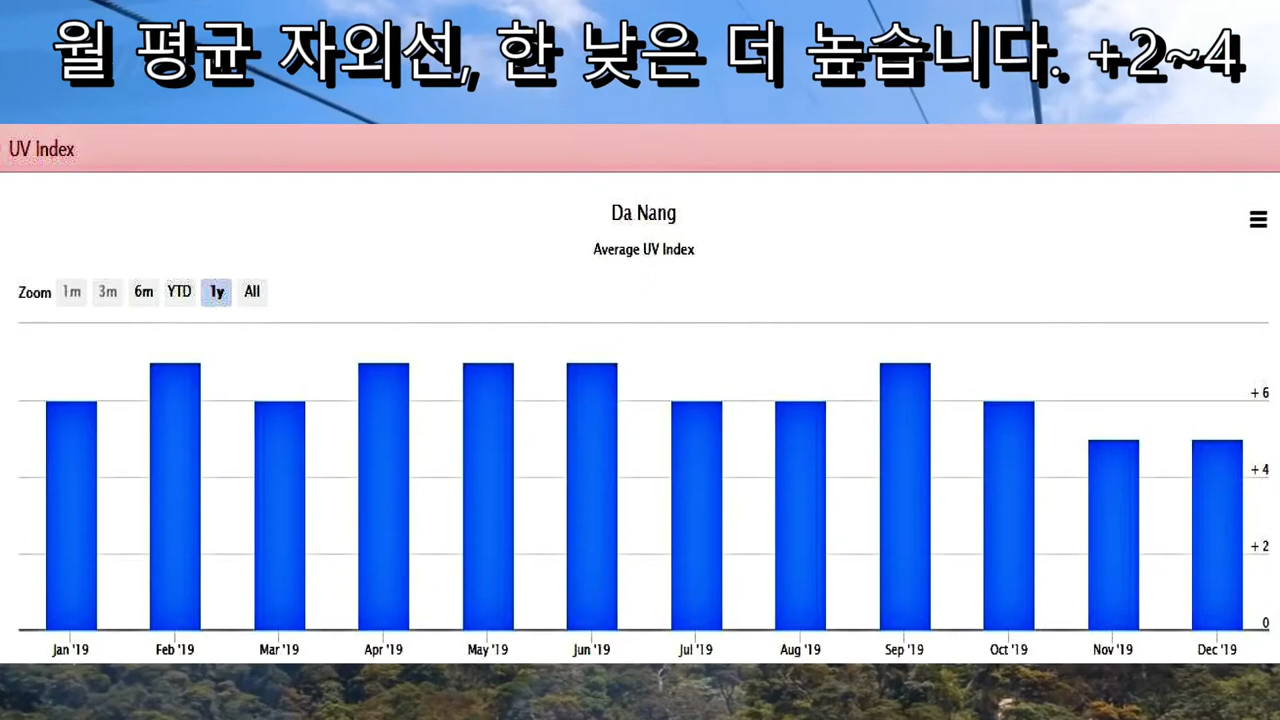 월 평균 자외선, 한 낮은 더 높습니다. +2~4
UV Index
Da Nang
Average UV Index
Zoom 1m 3m 6m YTD 1y All
+6
+4
+2
0
Jan '19 Feb '19 Mar '19 Apr '19 May '19 Jun '19 Jul '19 Aug '19 Sep '19 Oct '19 Nov '19 Dec '19